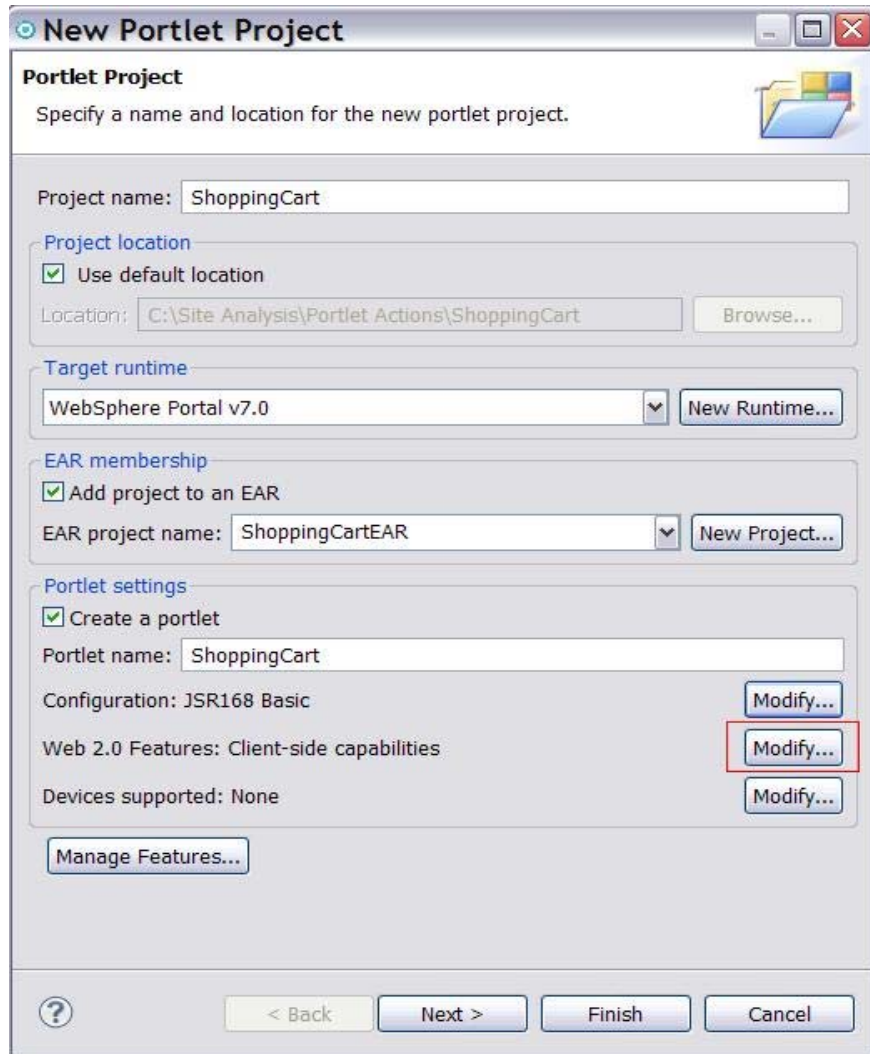 New Portlet Project
Portlet Project
Specify a name and location for the new portlet project.
Project name: ShoppingCart
Project location
Use default location
Location: C:\Site Analysis\Portlet Actions\ShoppingCart Browse...
Target runtime
WebSphere Portal v7.0 New Runtime...
EAR membership
Add project to an EAR
EAR project name: ShoppingCartEAR New Project...
Portlet settings
Create a portlet
Portlet name: ShoppingCart
Configuration: JSR168 Basic Modify...
Web 2.0 Features: Client-side capabilities Modify...
Devices supported: None Modify...
Manage Features...
? < Back Next > Finish Cancel